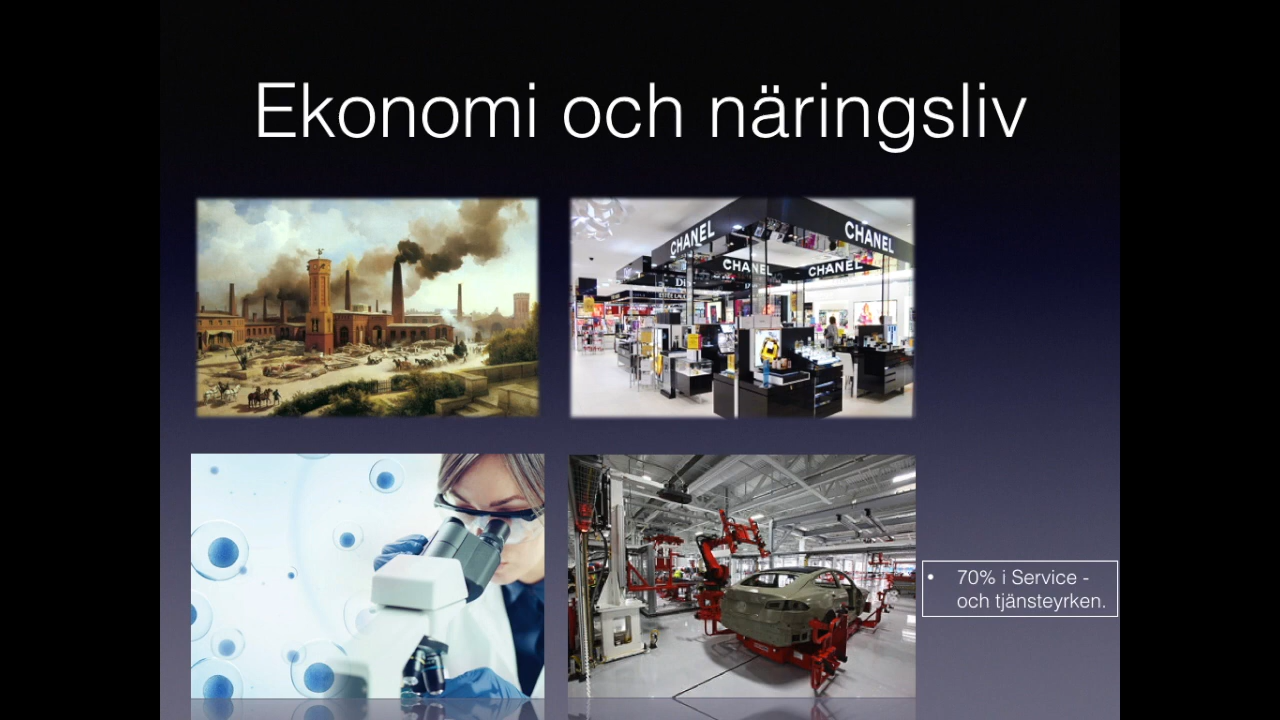 Ekonomi och näringsliv
CHANEL
CHANEL
CHANEL
CHANEL
• 70% i Service -
och tjänsteyrken.